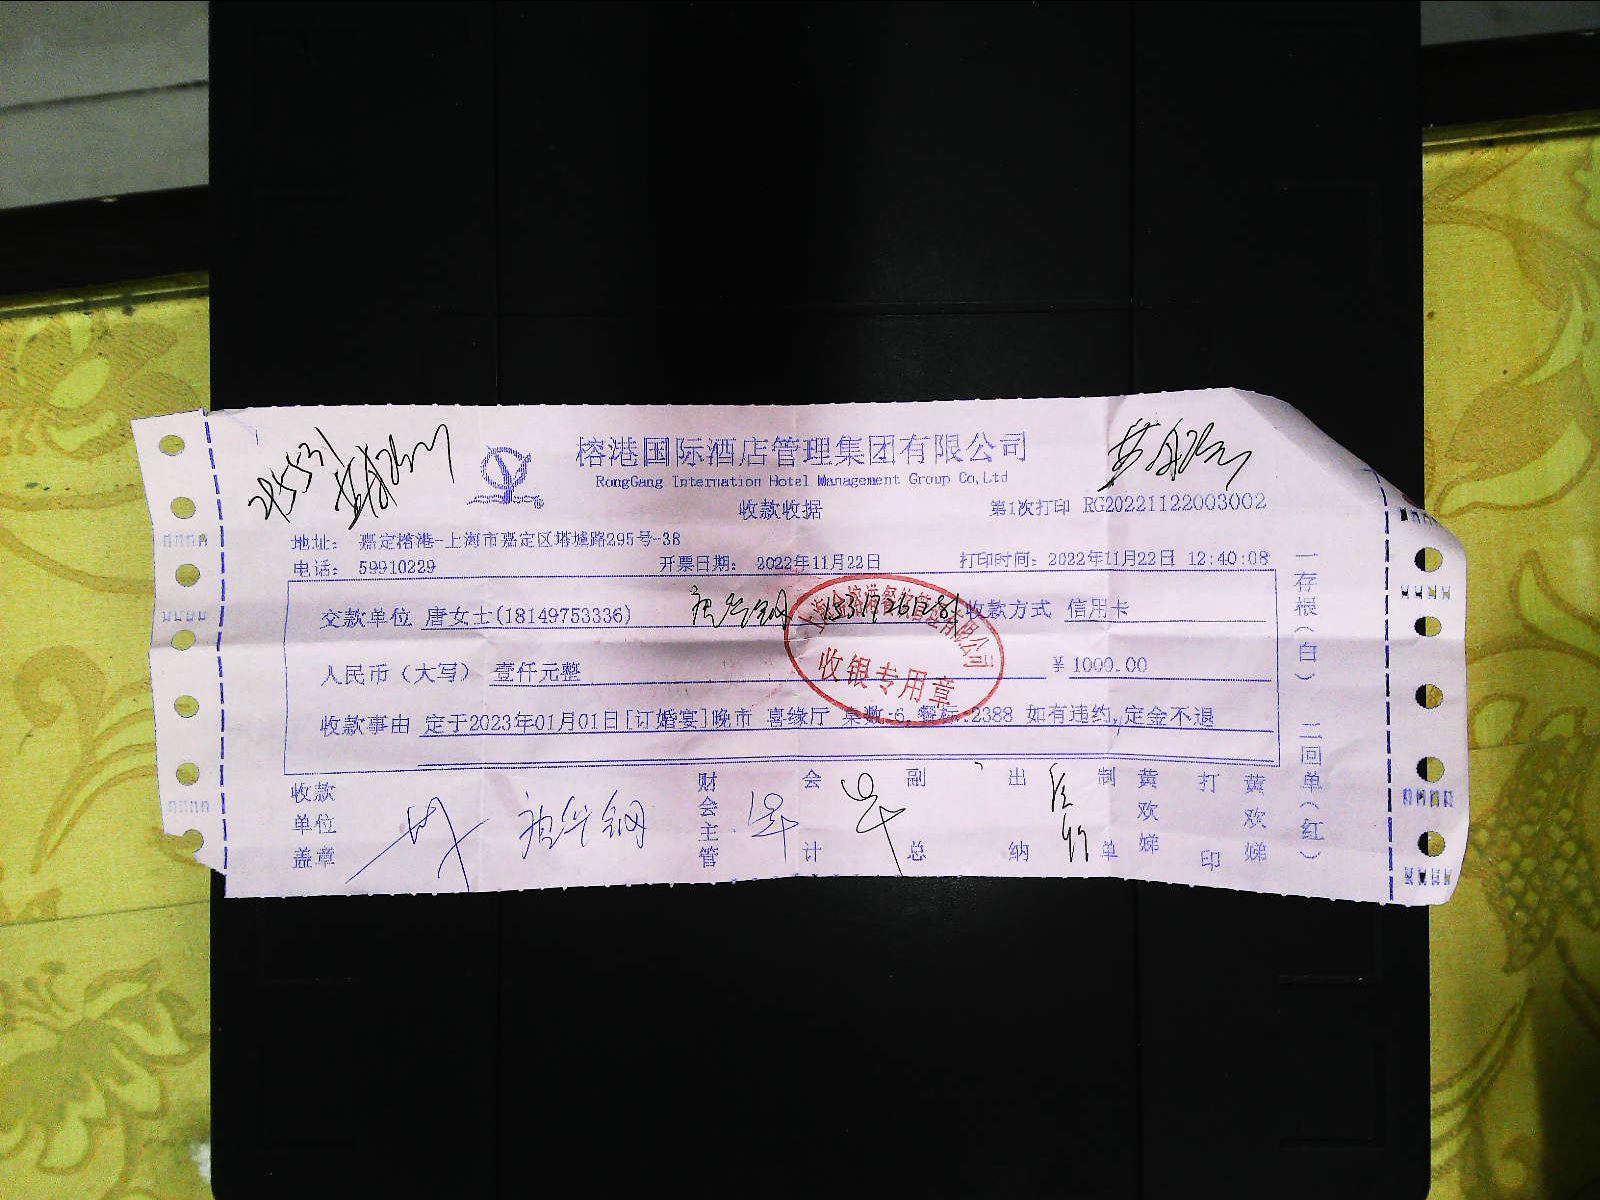 榕港国际酒店管理集团有限公司
RongGang Internation Hotel Management Group Co,Ltd
收款收据
第1次打印 RG20221122003002
地址: 嘉定榕港-上海市嘉定区塔城路295号-38
电话: 59910229 开票日期: 2022年11月22日 打印时间: 2022年11月22日 12:40:08
交款单位 唐女士(18149753336) 收款方式 信用卡
人民币（大写） 壹仟元整 ￥1000.00
收款事由 定于2023年01月01日[订婚宴]晚市 喜缘厅 桌数:6,餐标:2388 如有违约,定金不退
收银专用章
收款单位盖章
财会主管
会计
副总
出纳
制单
黄欢娣
打印
黄欢娣
一存根(白) 二回单(红)